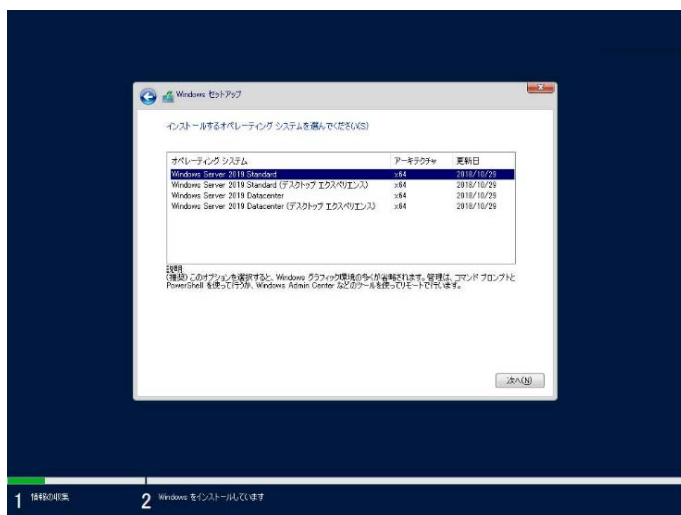 Windows セットアップ
インストールするオペレーティング システムを選んでください(S)
オペレーティング システム アーキテクチャ 更新日
Windows Server 2019 Standard x64 2018/10/29
Windows Server 2019 Standard (デスクトップ エクスペリエンス) x64 2018/10/29
Windows Server 2019 Datacenter x64 2018/10/29
Windows Server 2019 Datacenter (デスクトップ エクスペリエンス) x64 2018/10/29
説明:
(推奨) このオプションを選択すると、Windows グラフィック環境の多くが省略されます。管理は、コマンド プロンプトと
PowerShell を使って行うか、Windows Admin Center などのツールを使ってリモートで行います。
次へ(N)
1 情報の収集 2 Windows をインストールしています